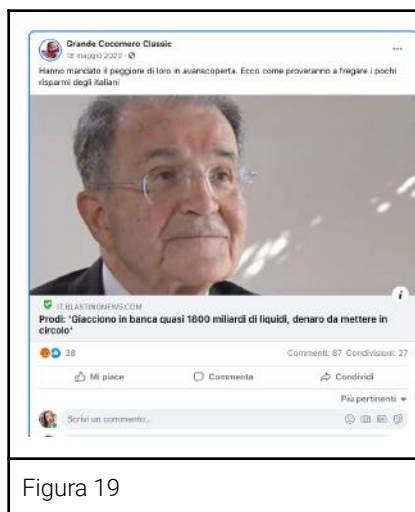 Grande Cocomero Classic
18 maggio 2020 ·
Hanno mandato il peggiore di loro in avanscoperta. Ecco come proveranno a fregare i pochi
risparmi degli italiani
IT.BLASTINGNEWS.COM
Prodi: 'Giacciono in banca quasi 1800 miliardi di liquidi, denaro da mettere in
circolo'
38 Commenti: 87 Condivisioni: 27
Mi piace Commenta Condividi
Più pertinenti
Scrivi un commento...
Figura 19